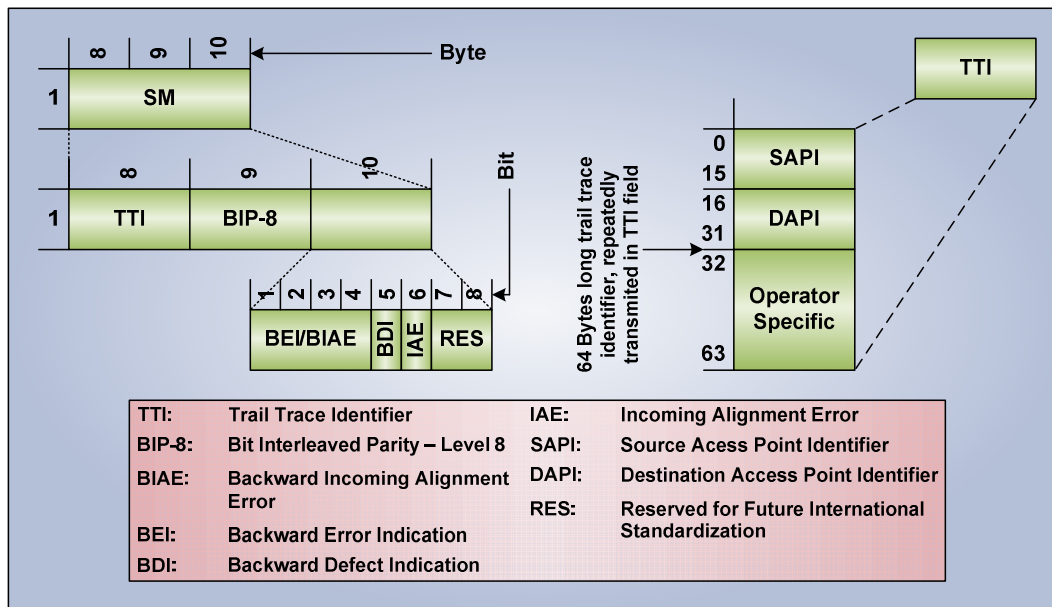 8 9 10
Byte
1 SM
8 9 10
Bit
1 TTI BIP-8
1 2 3 4 5 6 7 8
BEI/BIAE BDI IAE RES
TTI
0
SAPI
15
16
DAPI
31
32
Operator
Specific
63
64 Bytes long trail trace
identifier, repeatedly
transmited in TTI field
TTI: Trail Trace Identifier
BIP-8: Bit Interleaved Parity – Level 8
BIAE: Backward Incoming Alignment
Error
BEI: Backward Error Indication
BDI: Backward Defect Indication
IAE: Incoming Alignment Error
SAPI: Source Acess Point Identifier
DAPI: Destination Access Point Identifier
RES: Reserved for Future International
Standardization